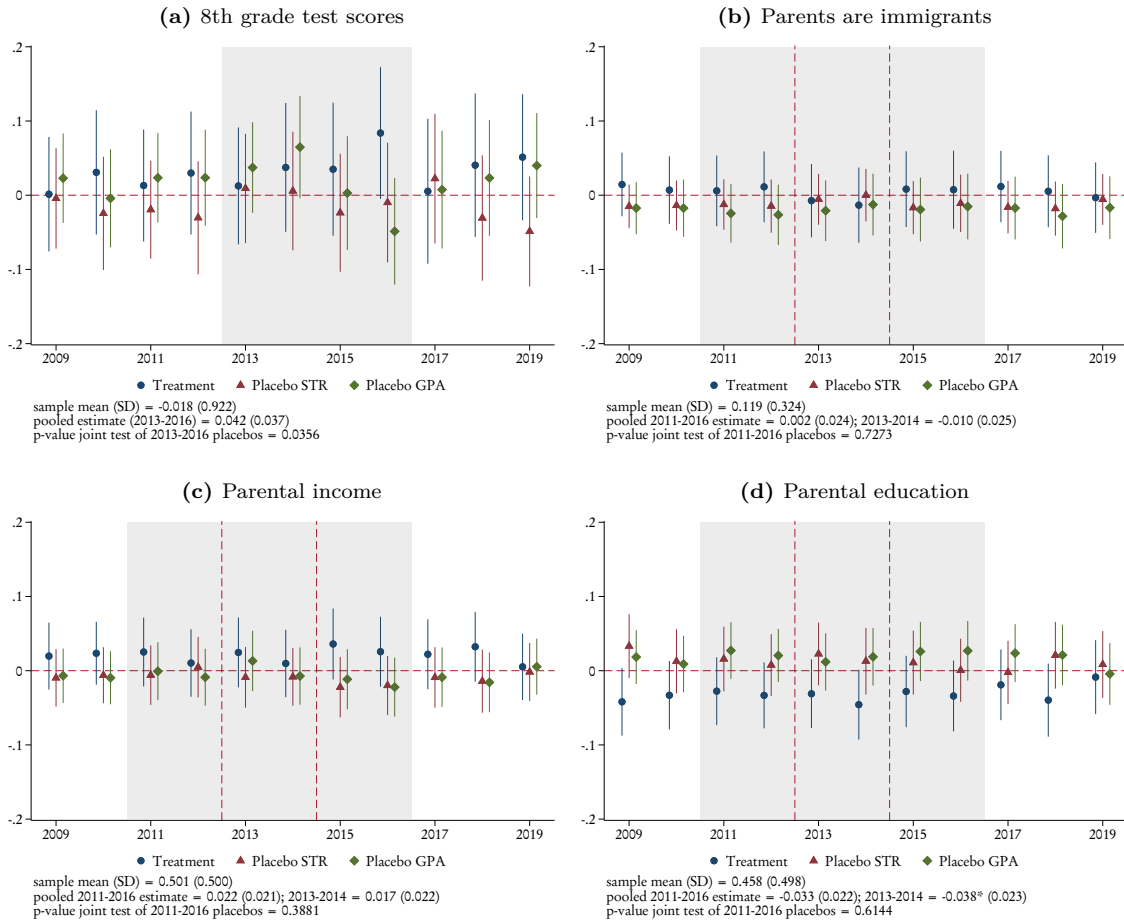 (a) 8th grade test scores
.2
.1
0
-.1
-.2
2009 2011 2013 2015 2017 2019
Treatment Placebo STR Placebo GPA
sample mean (SD) = -0.018 (0.922)
pooled estimate (2013-2016) = 0.042 (0.037)
p-value joint test of 2013-2016 placebos = 0.0356
(b) Parents are immigrants
.2
.1
0
-.1
-.2
2009 2011 2013 2015 2017 2019
Treatment Placebo STR Placebo GPA
sample mean (SD) = 0.119 (0.324)
pooled 2011-2016 estimate = 0.002 (0.024); 2013-2014 = -0.010 (0.025)
p-value joint test of 2011-2016 placebos = 0.7273
(c) Parental income
.2
.1
0
-.1
-.2
2009 2011 2013 2015 2017 2019
Treatment Placebo STR Placebo GPA
sample mean (SD) = 0.501 (0.500)
pooled 2011-2016 estimate = 0.022 (0.021); 2013-2014 = 0.017 (0.022)
p-value joint test of 2011-2016 placebos = 0.3881
(d) Parental education
.2
.1
0
-.1
-.2
2009 2011 2013 2015 2017 2019
Treatment Placebo STR Placebo GPA
sample mean (SD) = 0.458 (0.498)
pooled 2011-2016 estimate = -0.033 (0.022); 2013-2014 = -0.038* (0.023)
p-value joint test of 2011-2016 placebos = 0.6144